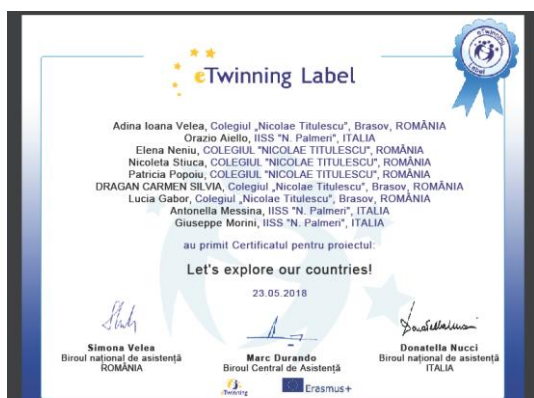 eTwinning Label
eTwinning
Label
Adina Ioana Velea, Colegiul „Nicolae Titulescu", Brasov, ROMÂNIA
Orazio Aiello, IISS "N. Palmeri", ITALIA
Elena Neniu, COLEGIUL "NICOLAE TITULESCU", ROMÂNIA
Nicoleta Stiuca, COLEGIUL "NICOLAE TITULESCU", ROMÂNIA
Patricia Popoiu, COLEGIUL "NICOLAE TITULESCU", ROMÂNIA
DRAGAN CARMEN SILVIA, Colegiul „Nicolae Titulescu", Brasov, ROMÂNIA
Lucia Gabor, Colegiul „Nicolae Titulescu", Brasov, ROMÂNIA
Antonella Messina, IISS "N. Palmeri", ITALIA
Giuseppe Morini, IISS "N. Palmeri", ITALIA
au primit Certificatul pentru proiectul:
Let's explore our countries!
23.05.2018
Simona Velea
Biroul național de asistență
ROMÂNIA
Marc Durando
Biroul Central de Asistență
Donatella Nucci
Biroul național de asistență
ITALIA
eTwinning
Erasmus+